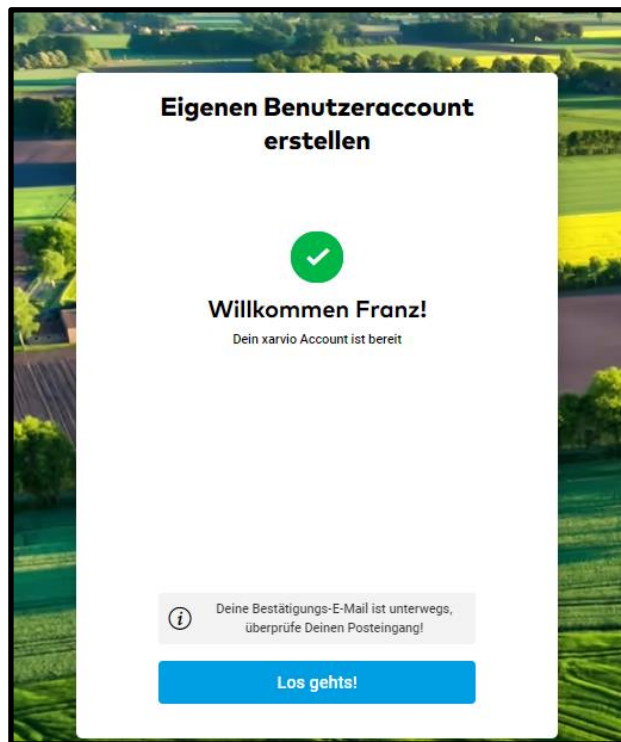 Eigenen Benutzeraccount
erstellen
Willkommen Franz!
Dein xarvio Account ist bereit
i
Deine Bestätigungs-E-Mail ist unterwegs,
überprüfe Deinen Posteingang!
Los gehts!